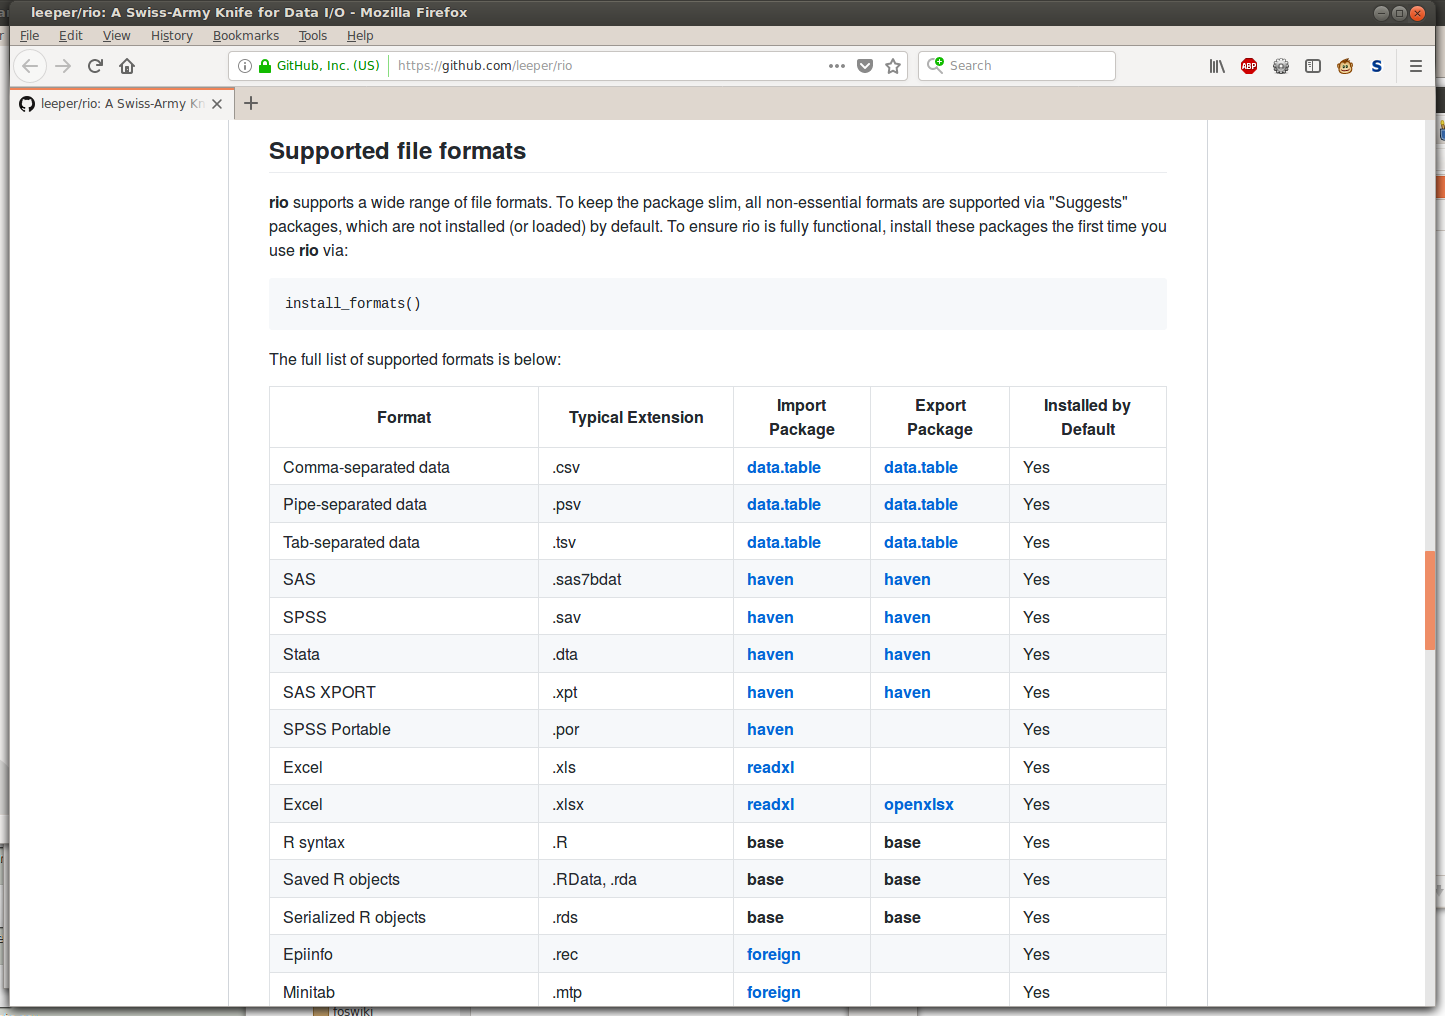 leeper/rio: A Swiss-Army Knife for Data I/O - Mozilla Firefox
File Edit View History Bookmarks Tools Help
GitHub, Inc. (US) https://github.com/leeper/rio Search ABP S
leeper/rio: A Swiss-Army Kn
Supported file formats
rio supports a wide range of file formats. To keep the package slim, all non-essential formats are supported via "Suggests"
packages, which are not installed (or loaded) by default. To ensure rio is fully functional, install these packages the first time you
use rio via:
install_formats()
The full list of supported formats is below:
Format Typical Extension Import Package Export Package Installed by Default
Comma-separated data .csv data.table data.table Yes
Pipe-separated data .psv data.table data.table Yes
Tab-separated data .tsv data.table data.table Yes
SAS .sas7bdat haven haven Yes
SPSS .sav haven haven Yes
Stata .dta haven haven Yes
SAS XPORT .xpt haven haven Yes
SPSS Portable .por haven Yes
Excel .xls readxl Yes
Excel .xlsx readxl openxlsx Yes
R syntax .R base base Yes
Saved R objects .RData, .rda base base Yes
Serialized R objects .rds base base Yes
Epiinfo .rec foreign Yes
Minitab .mtp foreign Yes
foswiki